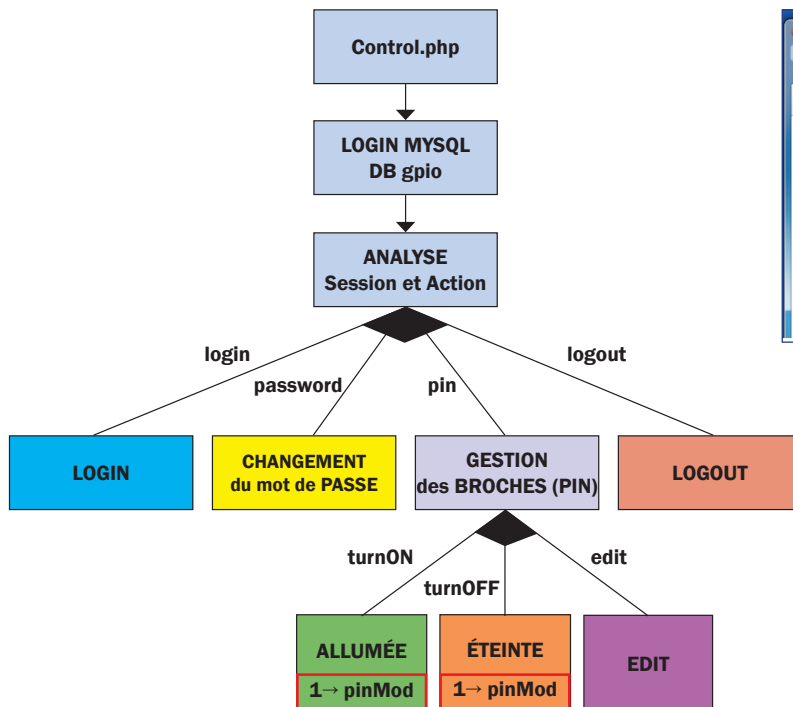 Control.php
LOGIN MYSQL
DB gpio
ANALYSE
Session et Action
login
logout
password
pin
LOGIN
CHANGEMENT
du mot de PASSE
GESTION
des BROCHES (PIN)
LOGOUT
turnON
edit
turnOFF
ALLUMÉE
ÉTEINTE
EDIT
1→ pinMod
1→ pinMod